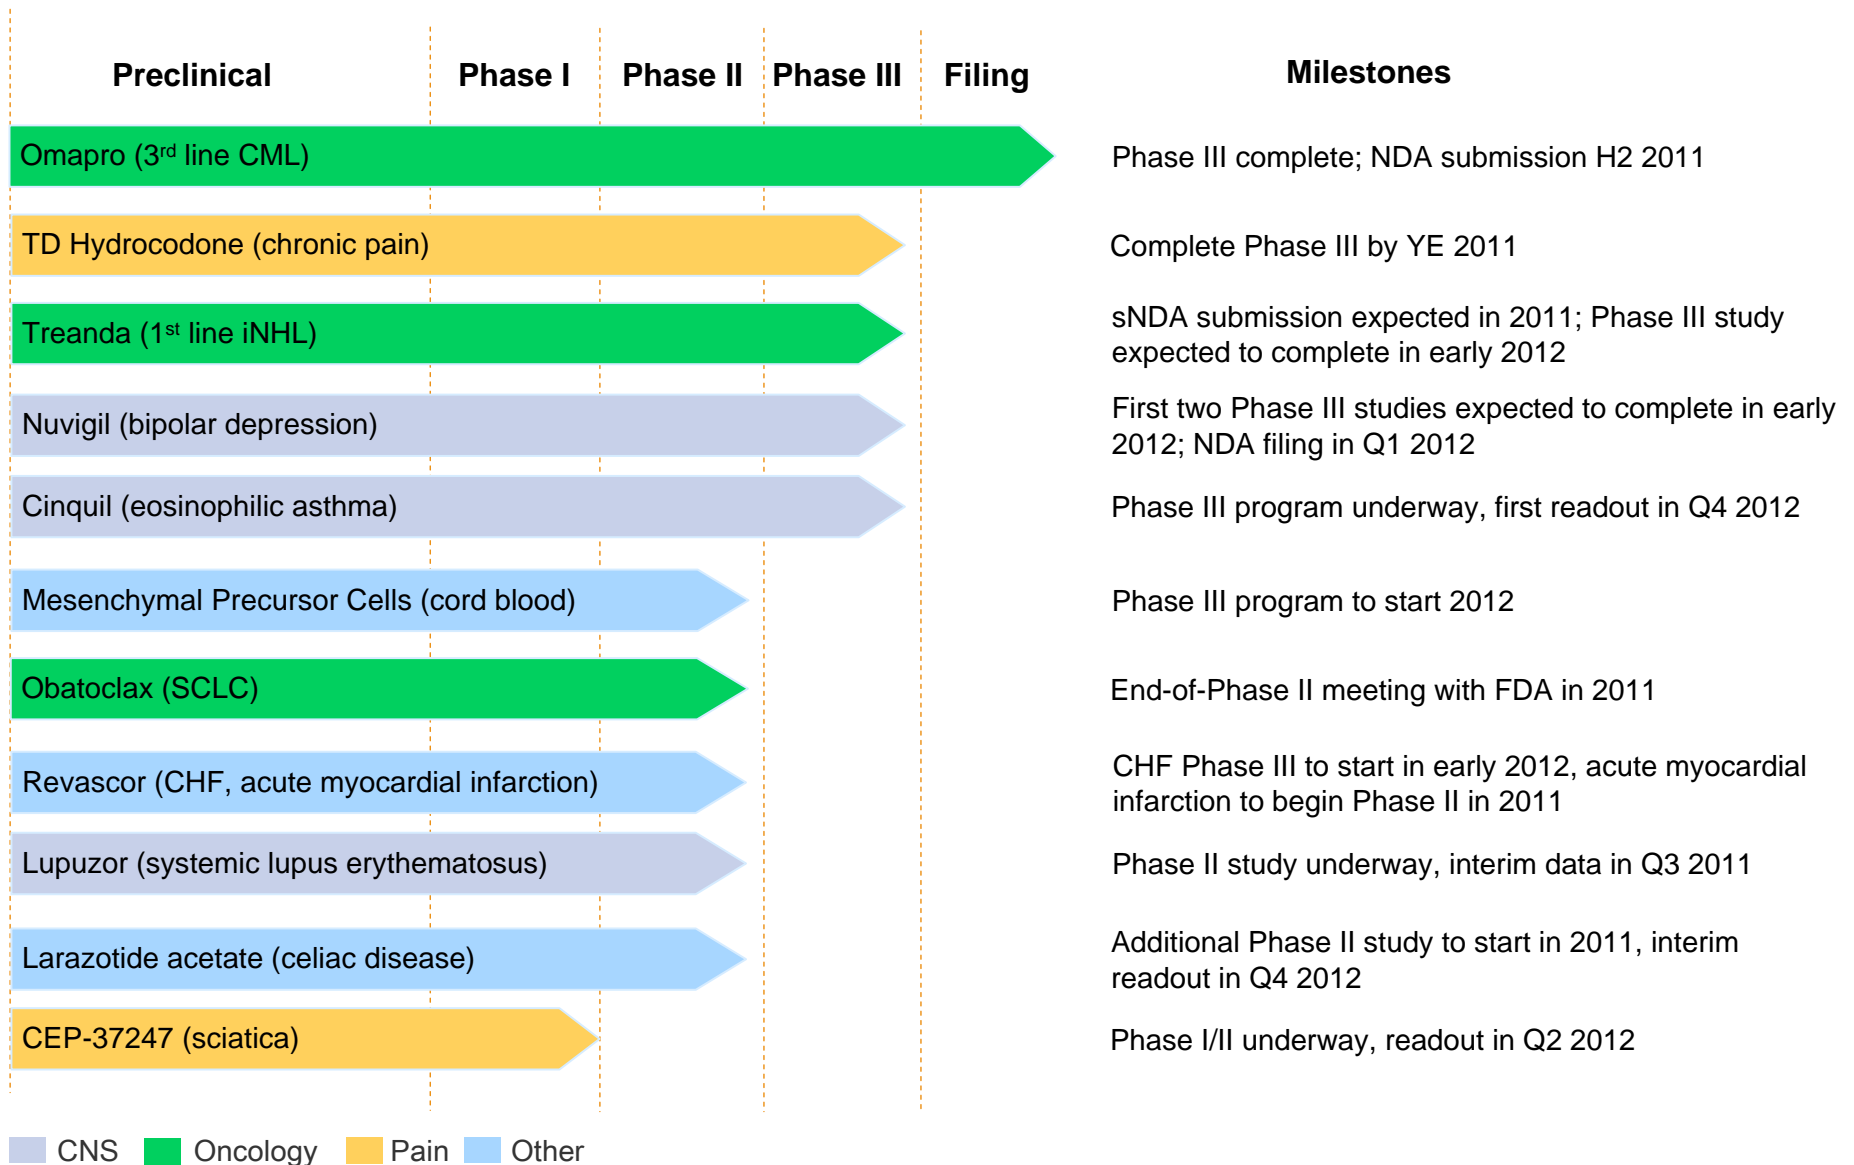 Preclinical Phase I Phase II Phase III Filing Milestones
Omapro (3rd line CML) Phase III complete; NDA submission H2 2011
TD Hydrocodone (chronic pain) Complete Phase III by YE 2011
Treanda (1st line iNHL) sNDA submission expected in 2011; Phase III study
expected to complete in early 2012
Nuvigil (bipolar depression) First two Phase III studies expected to complete in early
2012; NDA filing in Q1 2012
Cinquil (eosinophilic asthma) Phase III program underway, first readout in Q4 2012
Mesenchymal Precursor Cells (cord blood) Phase III program to start 2012
Obatoclax (SCLC) End-of-Phase II meeting with FDA in 2011
Revascor (CHF, acute myocardial infarction) CHF Phase III to start in early 2012, acute myocardial
infarction to begin Phase II in 2011
Lupuzor (systemic lupus erythematosus) Phase II study underway, interim data in Q3 2011
Larazotide acetate (celiac disease) Additional Phase II study to start in 2011, interim
readout in Q4 2012
CEP-37247 (sciatica) Phase I/II underway, readout in Q2 2012
CNS Oncology Pain Other